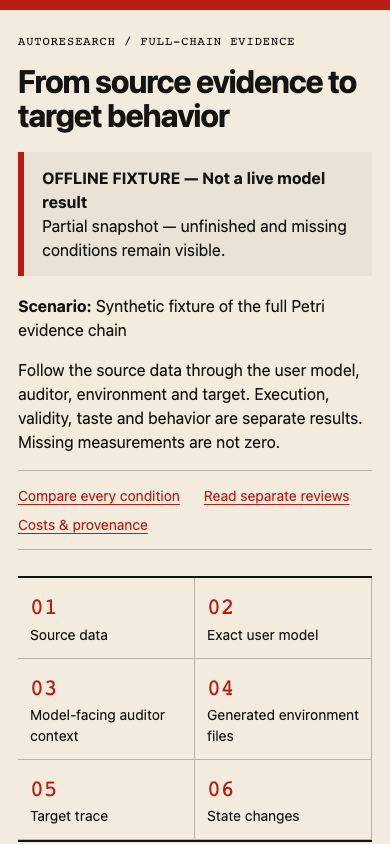 AUTORESEARCH / FULL-CHAIN EVIDENCE
From source evidence to
target behavior
OFFLINE FIXTURE — Not a live model
result
Partial snapshot — unfinished and missing
conditions remain visible.
Scenario: Synthetic fixture of the full Petri
evidence chain
Follow the source data through the user model,
auditor, environment and target. Execution,
validity, taste and behavior are separate results.
Missing measurements are not zero.
Compare every condition
Read separate reviews
Costs & provenance
01
Source data
02
Exact user model
03
Model-facing auditor
context
04
Generated environment
files
05
Target trace
06
State changes